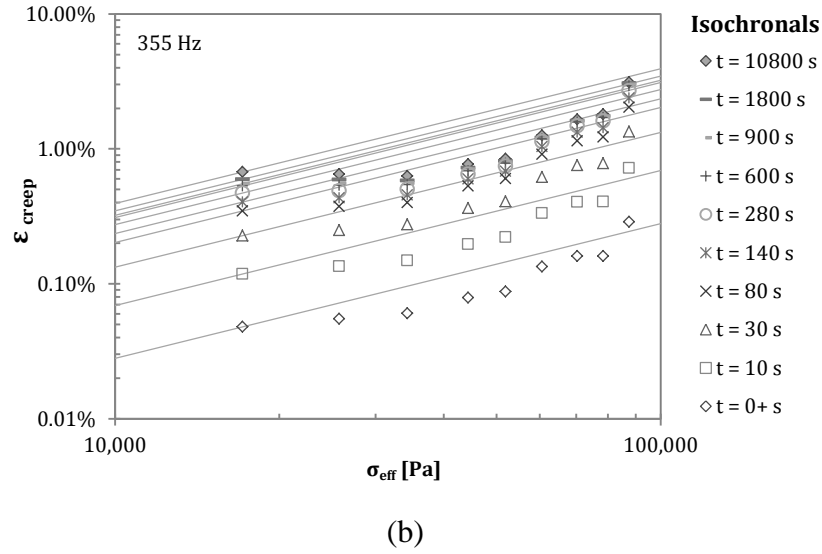 10.00%
355 Hz
1.00%
0.10%
0.01%
ε creep
10,000
100,000
σeff [Pa]
Isochronals
t = 10800 s
t = 1800 s
t = 900 s
t = 600 s
t = 280 s
t = 140 s
t = 80 s
t = 30 s
t = 10 s
t = 0+ s
(b)